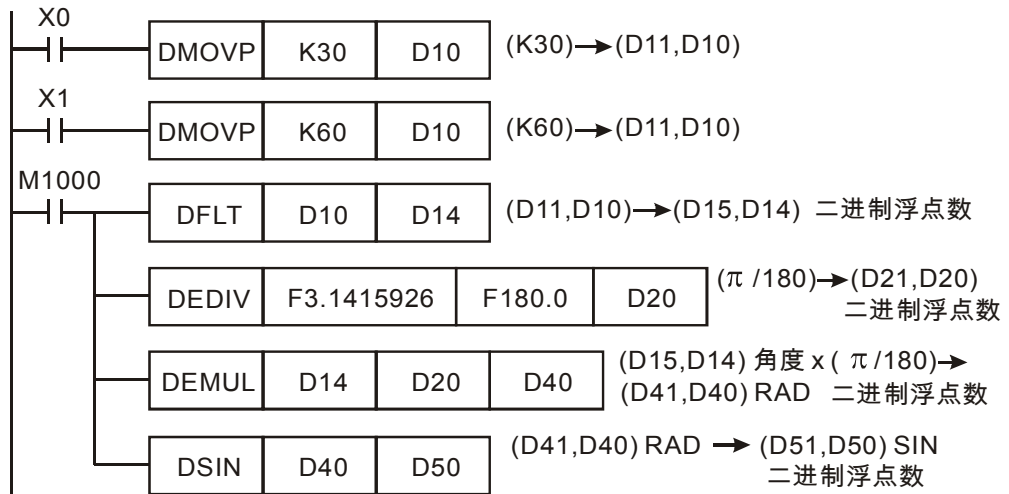 X0
DMOVP K30 D10 (K30)→(D11,D10)
X1
DMOVP K60 D10 (K60)→(D11,D10)
M1000
DFLT D10 D14 (D11,D10)→(D15,D14) 二进制浮点数
DEDIV F3.1415926 F180.0 D20 (π /180)→(D21,D20)
二进制浮点数
DEMUL D14 D20 D40 (D15,D14) 角度 x ( π /180)→
(D41,D40) RAD 二进制浮点数
DSIN D40 D50 (D41,D40) RAD → (D51,D50) SIN
二进制浮点数